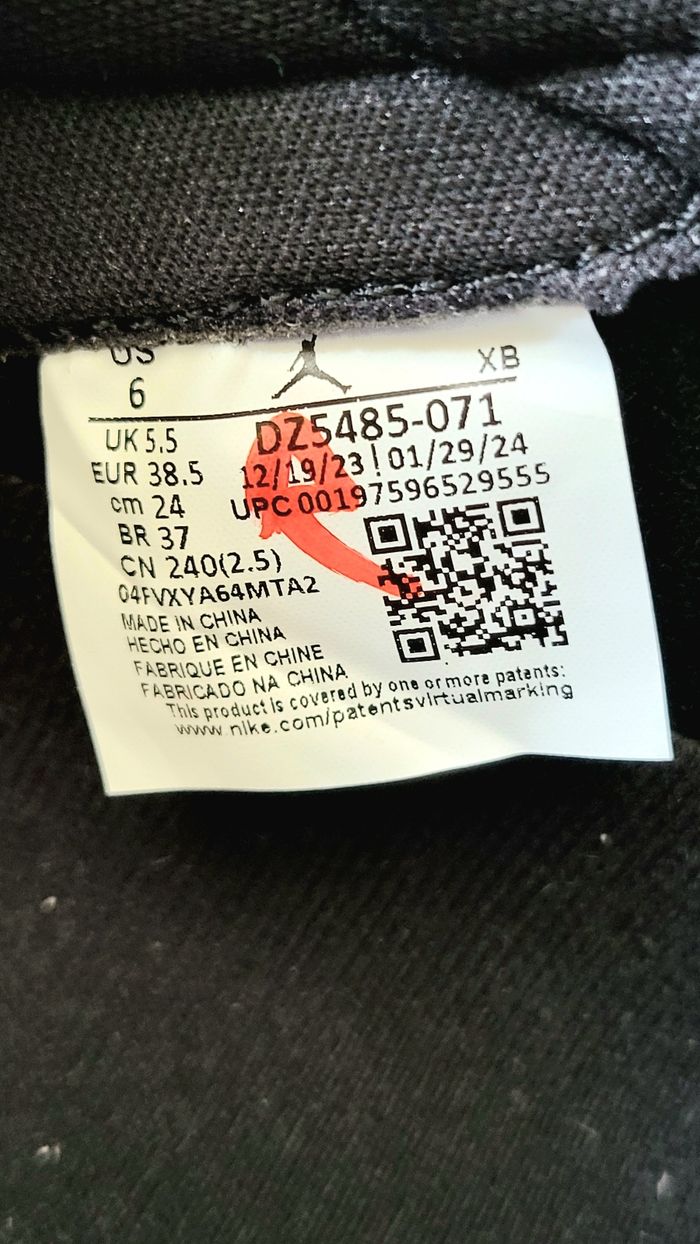 US XB
6
UK 5.5
EUR 38.5
cm 24
BR 37
CN 240(2.5)
04FVXYA64MTA2
DZ5485-071
12/19/23 | 01/29/24
UPC 00197596529555
MADE IN CHINA
HECHO EN CHINA
FABRIQUE EN CHINE
FABRICADO NA CHINA
This product is covered by one or more patents:
www.nike.com/patentsvirtualmarking